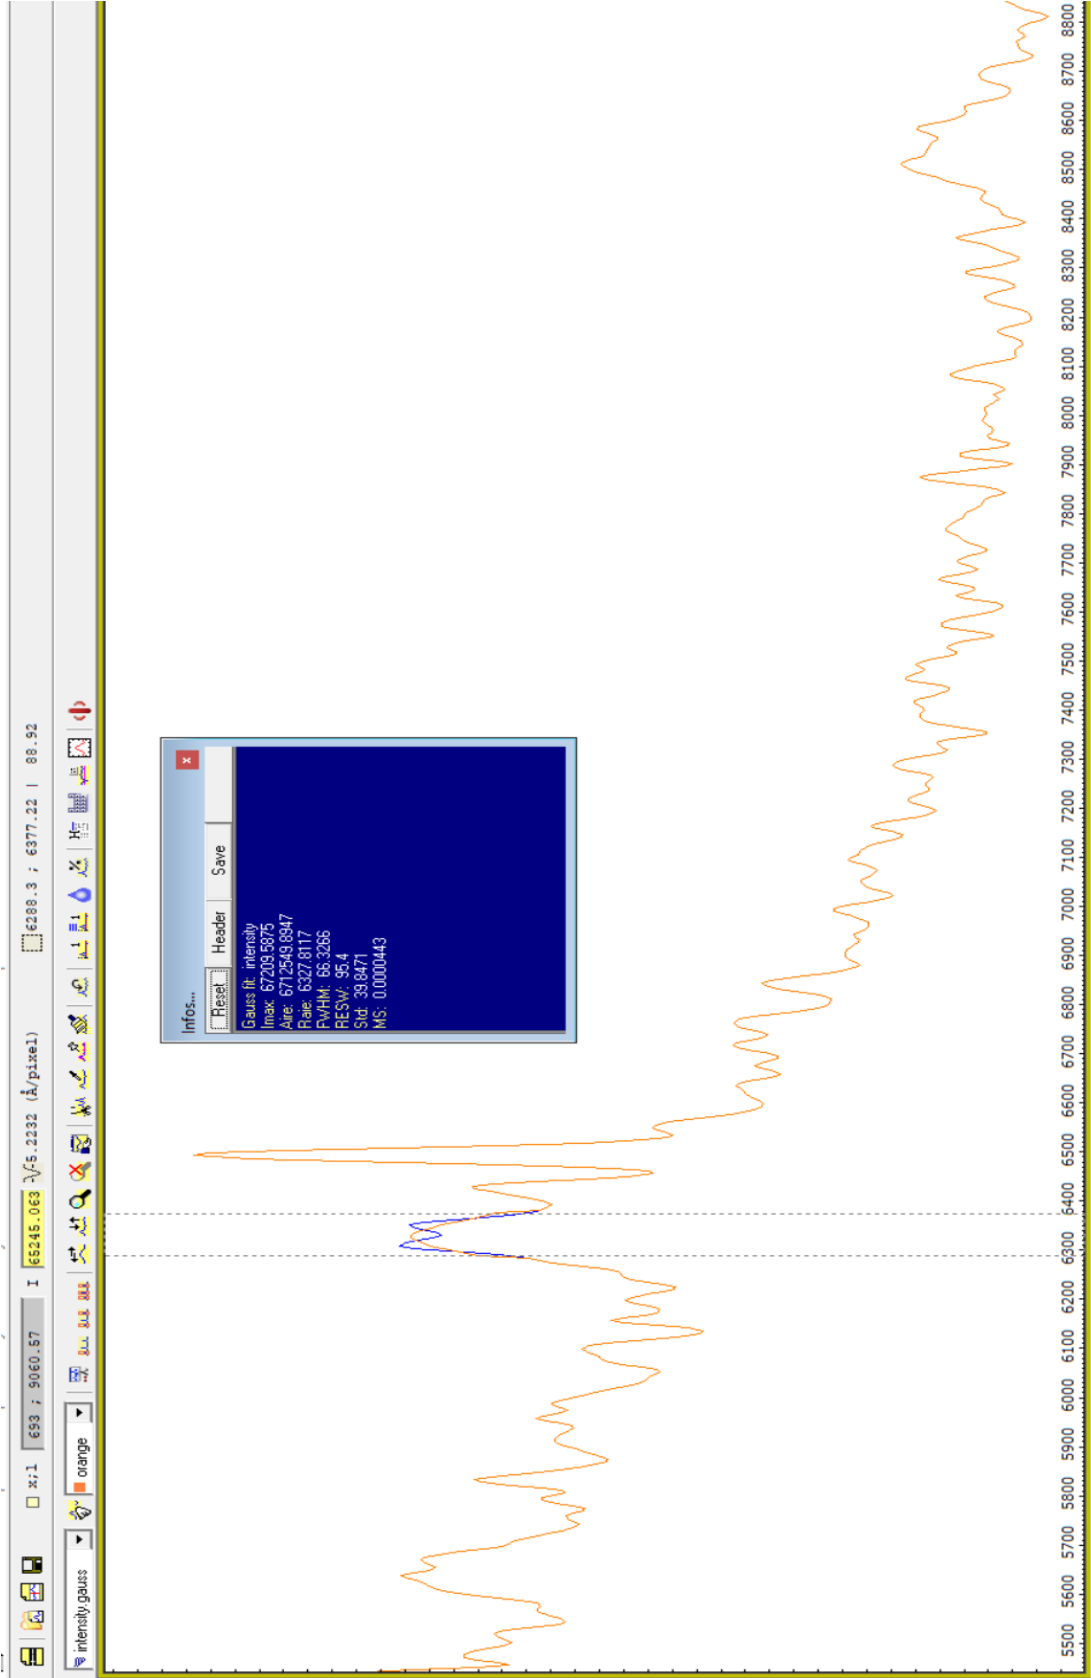 x;1 693 ; 9060.57 I 65245.063 5.2232 (Å/pixel) 6288.3 ; 6377.22 | 88.92
intensity.gauss orange
Infos...
Reset Header Save
Gauss fit: intensity
Imax: 67209.5875
Aire: 6712549.8947
Raie: 6327.8117
FWHM: 66.3266
RESW: 95.4
Std: 39.8471
MS: 0.0000443
5500 5600 5700 5800 5900 6000 6100 6200 6300 6400 6500 6600 6700 6800 6900 7000 7100 7200 7300 7400 7500 7600 7700 7800 7900 8000 8100 8200 8300 8400 8500 8600 8700 8800